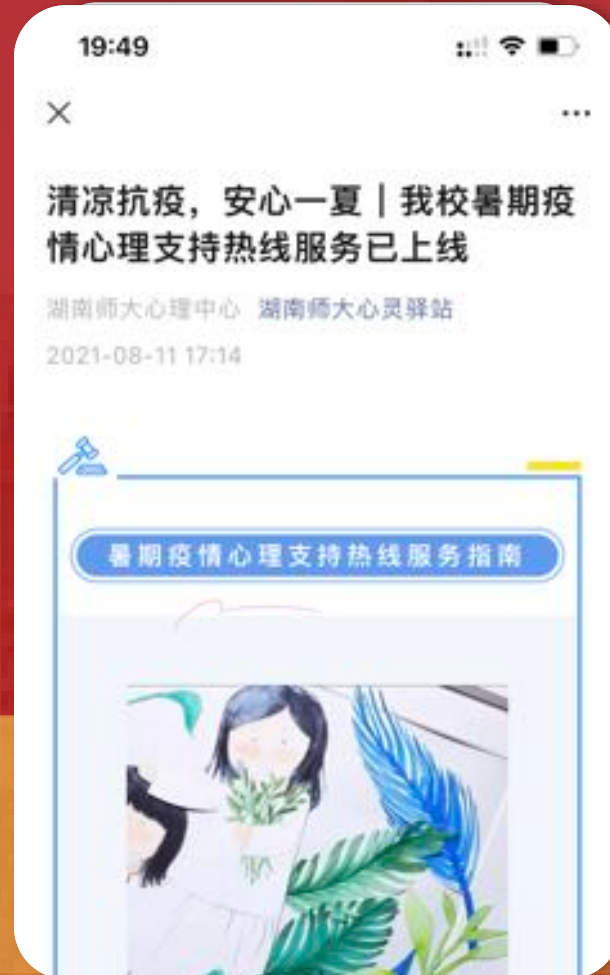 19:49
清凉抗疫，安心一夏｜我校暑期疫
情心理支持热线服务已上线
湖南师大心理中心 湖南师大心灵驿站
2021-08-11 17:14
暑期疫情心理支持热线服务指南